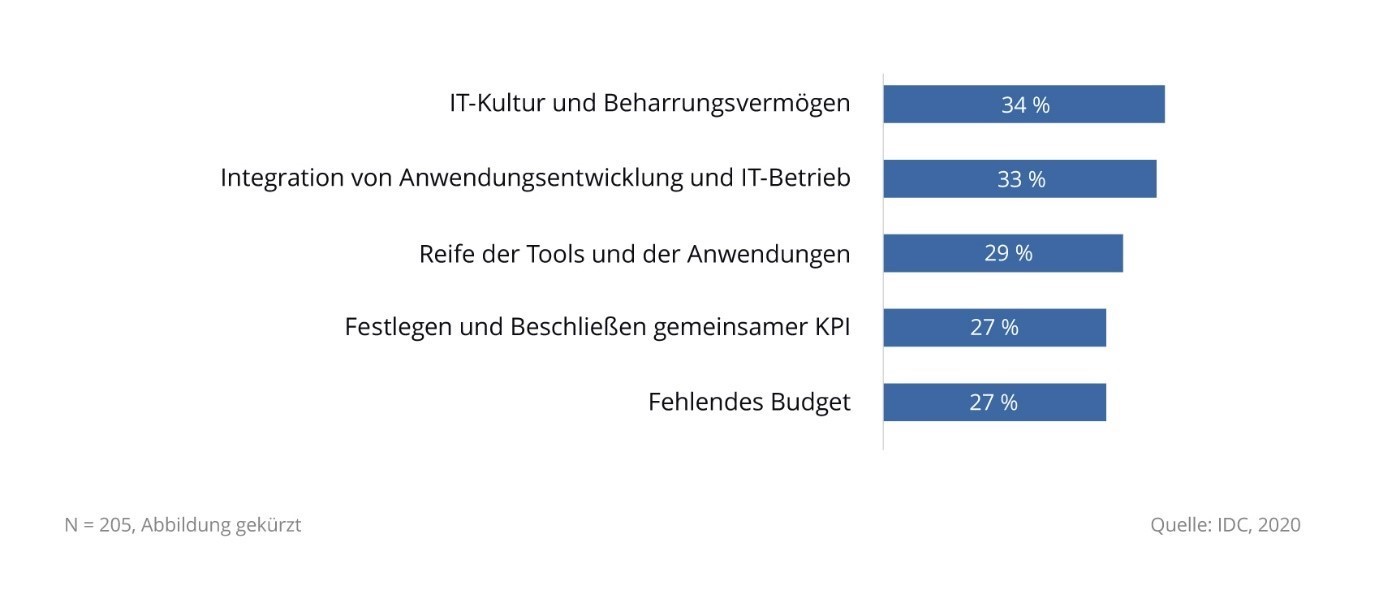 IT-Kultur und Beharrungsvermögen 34 %
Integration von Anwendungsentwicklung und IT-Betrieb 33 %
Reife der Tools und der Anwendungen 29 %
Festlegen und Beschließen gemeinsamer KPI 27 %
Fehlendes Budget 27 %
N = 205, Abbildung gekürzt Quelle: IDC, 2020